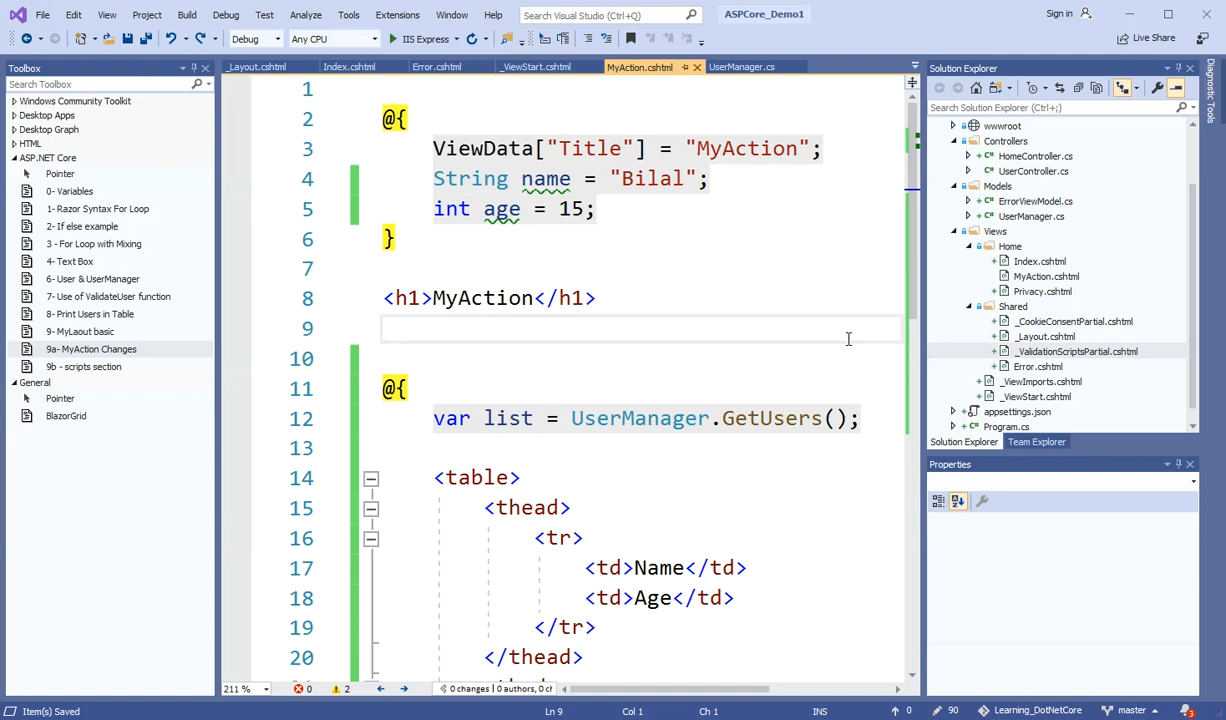 File Edit View Project Build Debug Test Analyze Tools Extensions Window Help Search Visual Studio (Ctrl+Q) ASPCore_Demo1 Sign in
Debug Any CPU IIS Express Live Share
Toolbox
Search Toolbox
Windows Community Toolkit
Desktop Apps
Desktop Graph
HTML
ASP.NET Core
Pointer
0- Variables
1- Razor Syntax For Loop
2- If else example
3 - For Loop with Mixing
4- Text Box
6- User & UserManager
7- Use of ValidateUser function
8- Print Users in Table
9- MyLaout basic
9a- MyAction Changes
9b - scripts section
General
Pointer
BlazorGrid
_Layout.cshtml Index.cshtml Error.cshtml _ViewStart.cshtml MyAction.cshtml UserManager.cs
1
2 @{
3 ViewData["Title"] = "MyAction";
4 String name = "Bilal";
5 int age = 15;
6 }
7
8 <h1>MyAction</h1>
9
10
11 @{
12 var list = UserManager.GetUsers();
13
14 <table>
15 <thead>
16 <tr>
17 <td>Name</td>
18 <td>Age</td>
19 </tr>
20 </thead>
211 % 0 2 0 changes | 0 authors, 0 ch
Solution Explorer
Search Solution Explorer (Ctrl+;)
wwwroot
Controllers
HomeController.cs
UserController.cs
Models
ErrorViewModel.cs
UserManager.cs
Views
Home
Index.cshtml
MyAction.cshtml
Privacy.cshtml
Shared
_CookieConsentPartial.cshtml
_Layout.cshtml
_ValidationScriptsPartial.cshtml
Error.cshtml
_ViewImports.cshtml
_ViewStart.cshtml
appsettings.json
Program.cs
Solution Explorer Team Explorer
Properties
Diagnostic Tools
Item(s) Saved Ln 9 Col 1 Ch 1 INS 0 90 Learning_DotNetCore master